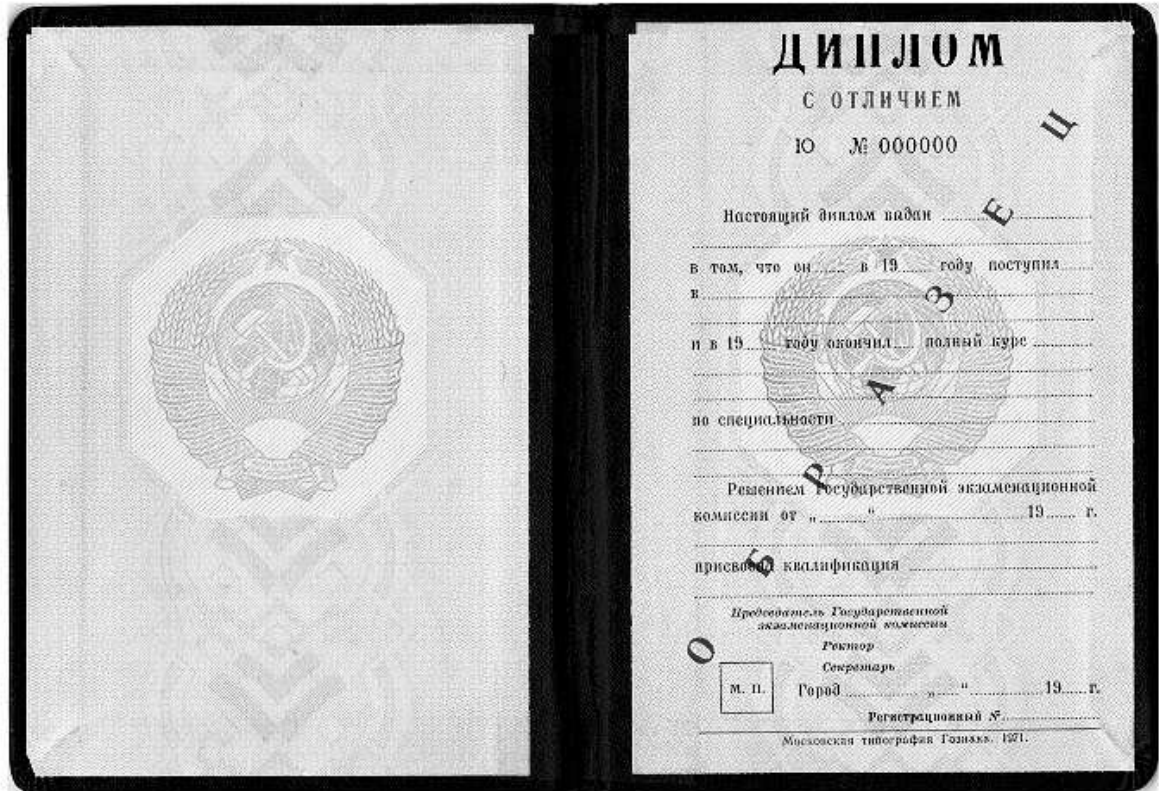 ДИПЛОМ
С ОТЛИЧИЕМ
Ю № 000000
Настоящий диплом выдан
в том, что он в 19 году поступил
в
и в 19 году окончил полный курс
по специальности
Решением Государственной экзаменационной
комиссии от „ “ 19 г.
присвоена квалификация
Председатель Государственной
экзаменационной комиссии
Ректор
Секретарь
М. П.
Город „ “ 19 г.
Регистрационный №
Московская типография Гознака. 1971.
ОБРАЗЕЦ